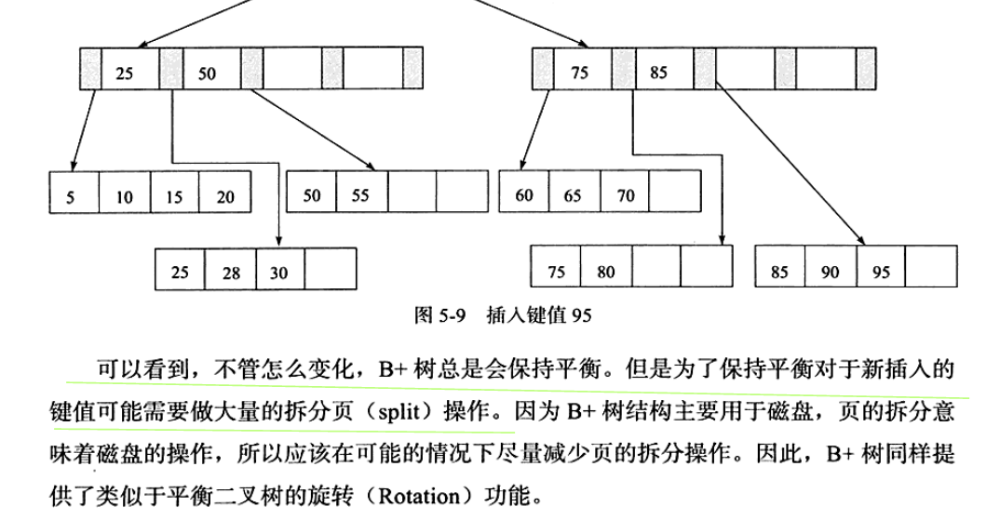 25 50 75 85
5 10 15 20 50 55 60 65 70
25 28 30 75 80 85 90 95
图 5-9 插入键值 95
可以看到，不管怎么变化，B+ 树总是会保持平衡。但是为了保持平衡对于新插入的
键值可能需要做大量的拆分页（split）操作。因为 B+ 树结构主要用于磁盘，页的拆分意
味着磁盘的操作，所以应该在可能的情况下尽量减少页的拆分操作。因此，B+ 树同样提
供了类似于平衡二叉树的旋转（Rotation）功能。